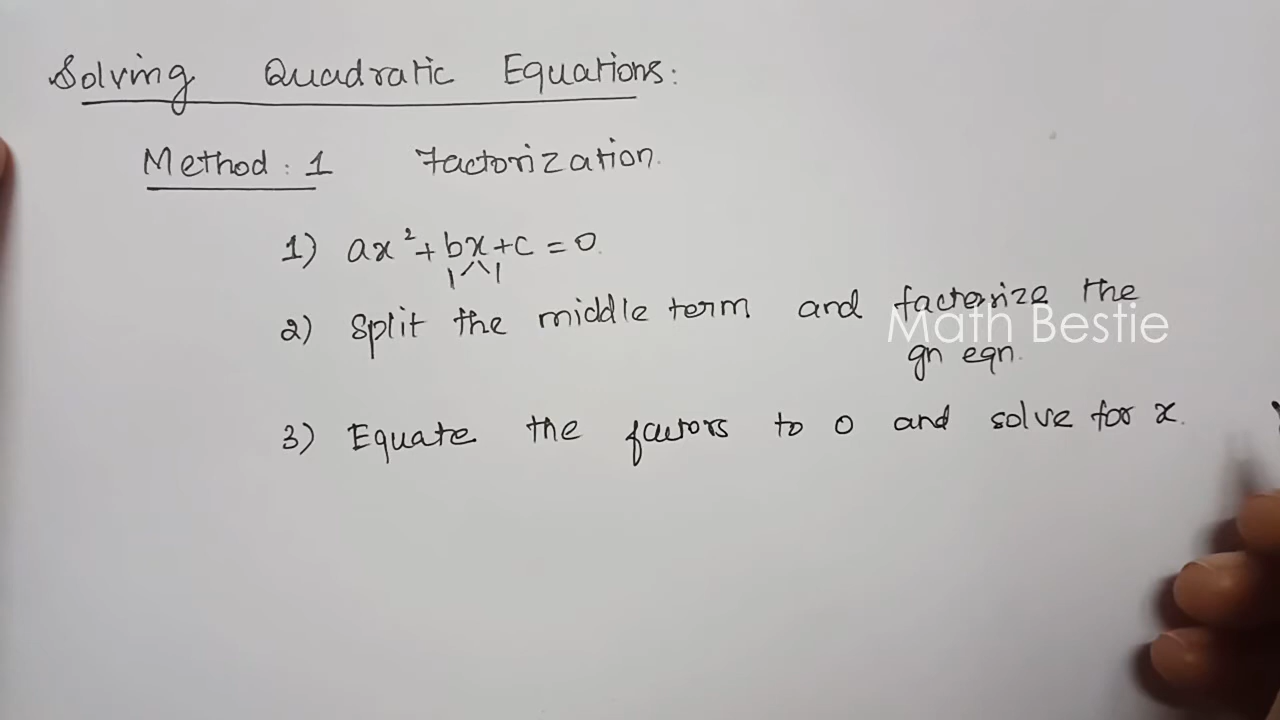 Solving Quadratic Equations:
Method: 1 Factorization.
1) ax²+bx+c=0.
2) Split the middle term and factorize the
Math Bestie
gn eqn.
3) Equate the factors to 0 and solve for x.